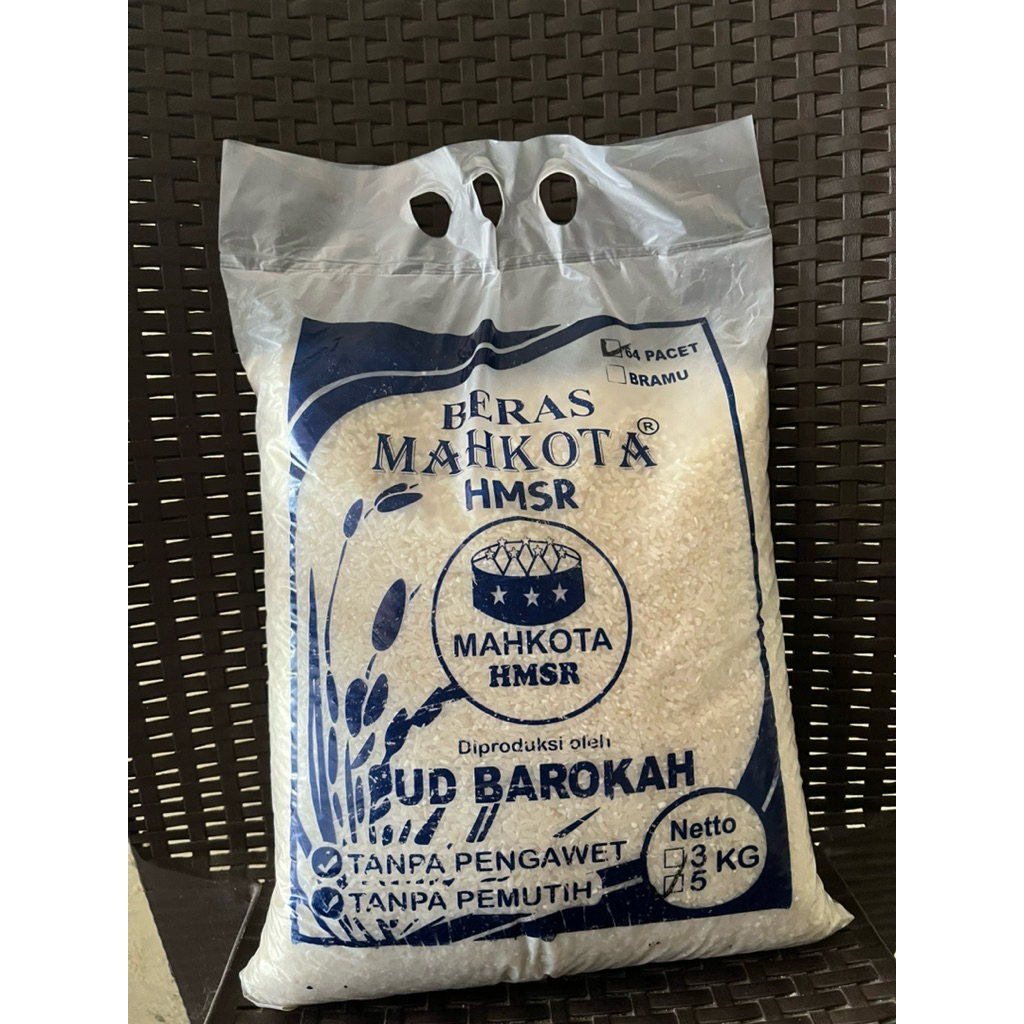 64 PACET
BRAMU
BERAS
MAHKOTA®
HMSR
MAHKOTA
HMSR
Diproduksi oleh
UD BAROKAH
TANPA PENGAWET
TANPA PEMUTIH
Netto
3 KG
5